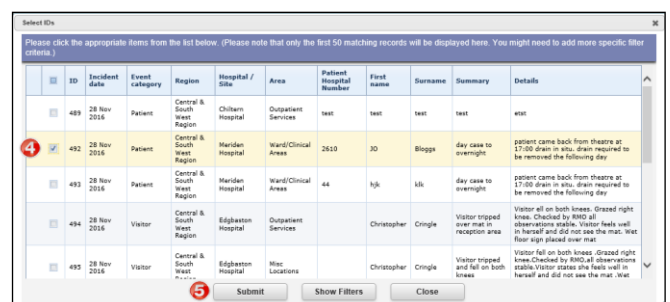 Select IDs
Please click the appropriate items from the list below. (Please note that only the first 50 matching records will be displayed here. You might need to add more specific filter
criteria.)
ID Incident date Event category Region Hospital / Site Area Patient Hospital Number First name Surname Summary Details
489 28 Nov 2016 Patient Central & South West Region Chiltern Hospital Outpatient Services test test test test etst
4 492 28 Nov 2016 Patient Central & South West Region Meriden Hospital Ward/Clinical Areas 2610 JD Bloggs day case to overnight patient came back from theatre at 17:00 drain in situ. drain required to be removed the following day
493 28 Nov 2016 Patient Central & South West Region Meriden Hospital Ward/Clinical Areas 44 hjk klk day case to overnight patient came back from theatre at 17:00 drain in situ. drain required to be removed the following day
494 28 Nov 2016 Visitor Central & South West Region Edgbaston Hospital Outpatient Services Christopher Cringle Visitor tripped over mat in reception area Visitor ell on both knees. Grazed right knee. Checked by RMO all observations stable. Visitor feels well in herself and did not see the mat. Wet floor sign placed over mat
495 28 Nov 2016 Visitor Central & South West Edgbaston Hospital Misc Locations Christopher Cringle Visitor tripped and fell on both knees Visitor fell on both knees .Grazed right knee.Checked by RMO,all observations stable.Visitor states she feels well in herself and did not see the mat .Wet
5 Submit Show Filters Close